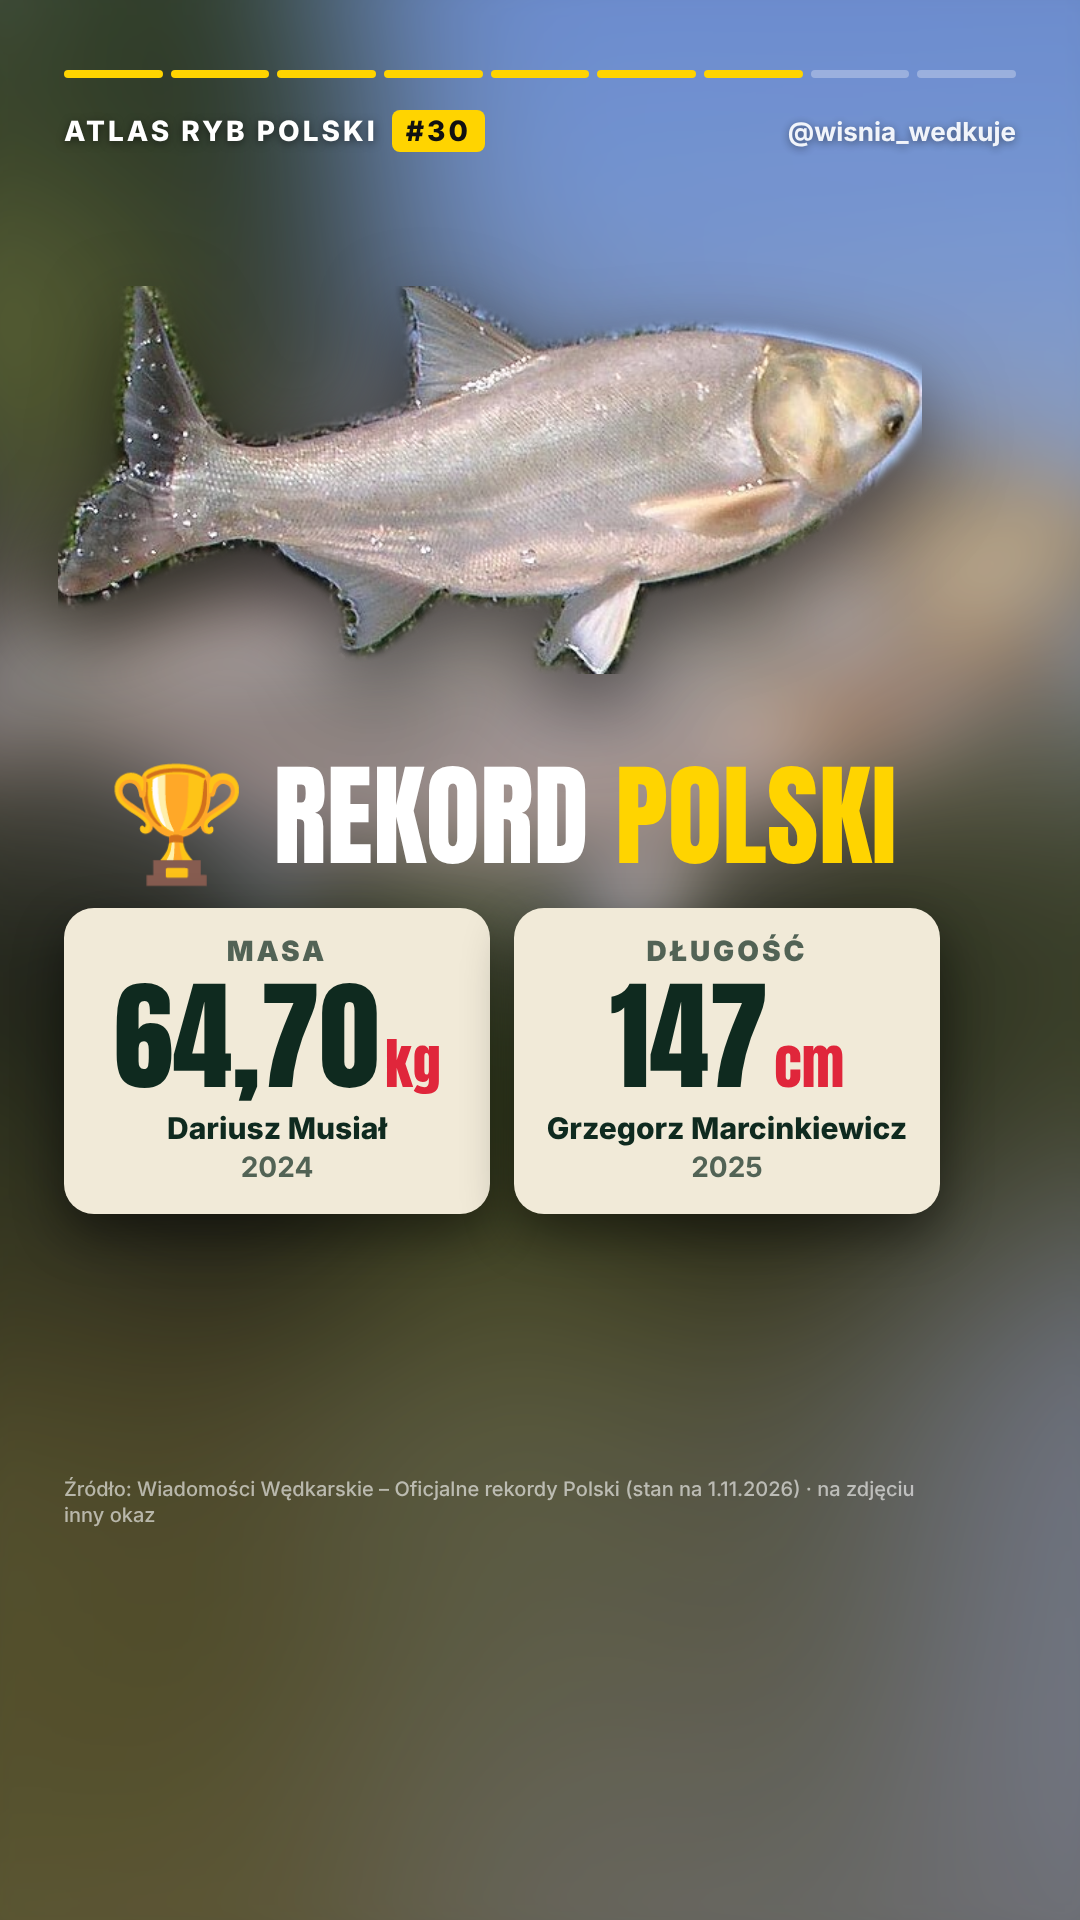 ATLAS RYB POLSKI #30
@wisnia_wedkuje
REKORD POLSKI
MASA
64,70 kg
Dariusz Musiał
2024
DŁUGOŚĆ
147 cm
Grzegorz Marcinkiewicz
2025
Źródło: Wiadomości Wędkarskie – Oficjalne rekordy Polski (stan na 1.11.2026) · na zdjęciu
inny okaz